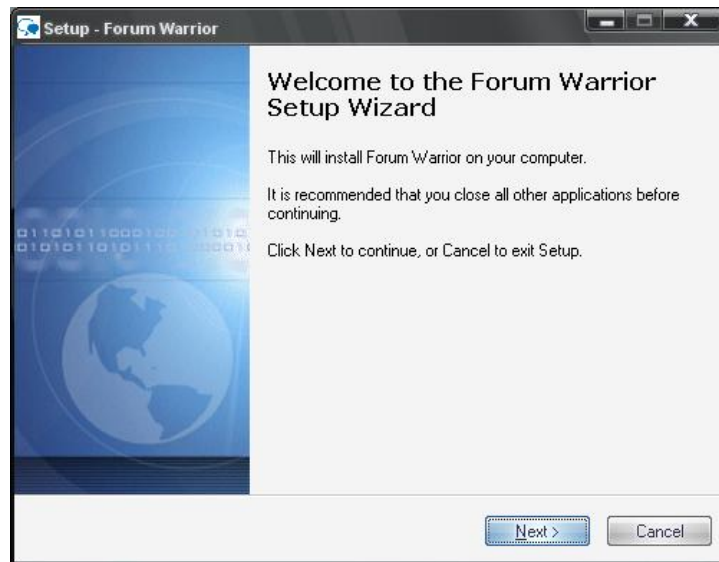 Setup - Forum Warrior
Welcome to the Forum Warrior
Setup Wizard
This will install Forum Warrior on your computer.
It is recommended that you close all other applications before
continuing.
Click Next to continue, or Cancel to exit Setup.
Next >
Cancel